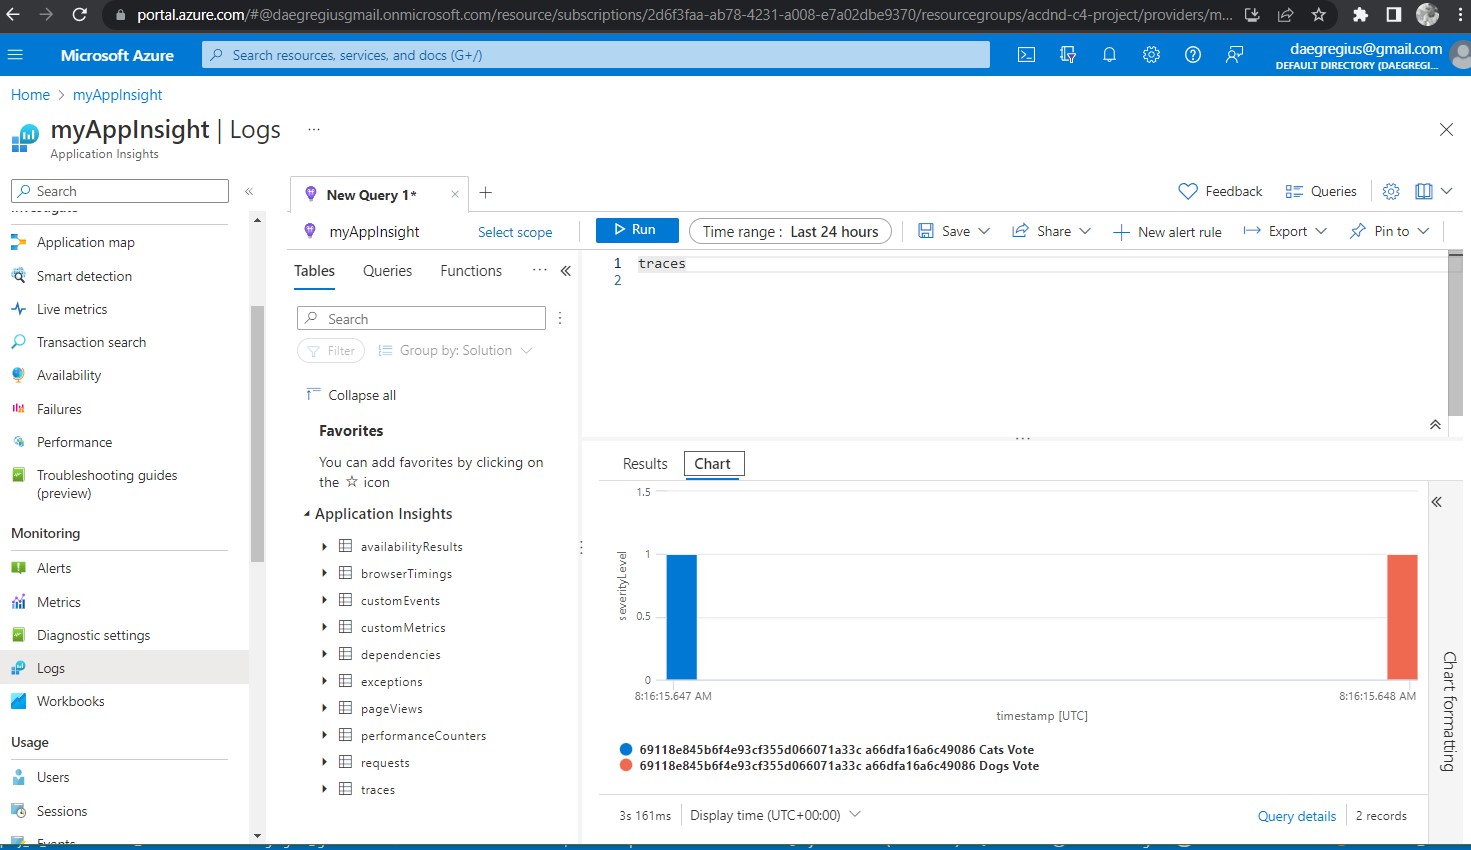 portal.azure.com/#@daegregiusgmail.onmicrosoft.com/resource/subscriptions/2d6f3faa-ab78-4231-a008-e7a02dbe9370/resourcegroups/acdnd-c4-project/providers/m...
Microsoft Azure
Search resources, services, and docs (G+/)
daegregius@gmail.com
DEFAULT DIRECTORY (DAEGREGI...
Home > myAppInsight
myAppInsight | Logs ...
Application Insights
Search
Investigate
Application map
Smart detection
Live metrics
Transaction search
Availability
Failures
Performance
Troubleshooting guides
(preview)
Monitoring
Alerts
Metrics
Diagnostic settings
Logs
Workbooks
Usage
Users
Sessions
Events
New Query 1*
Feedback
Queries
myAppInsight
Select scope
Run
Time range : Last 24 hours
Save
Share
New alert rule
Export
Pin to
Tables
Queries
Functions
...
Search
Filter
Group by: Solution
Collapse all
Favorites
You can add favorites by clicking on
the ☆ icon
Application Insights
availabilityResults
browserTimings
customEvents
customMetrics
dependencies
exceptions
pageViews
performanceCounters
requests
traces
1 traces
2
Results
Chart
1.5
1
0.5
0
severityLevel
8:16:15.647 AM
8:16:15.648 AM
timestamp [UTC]
69118e845b6f4e93cf355d066071a33c a66dfa16a6c49086 Cats Vote
69118e845b6f4e93cf355d066071a33c a66dfa16a6c49086 Dogs Vote
Chart formatting
3s 161ms
Display time (UTC+00:00)
Query details
2 records